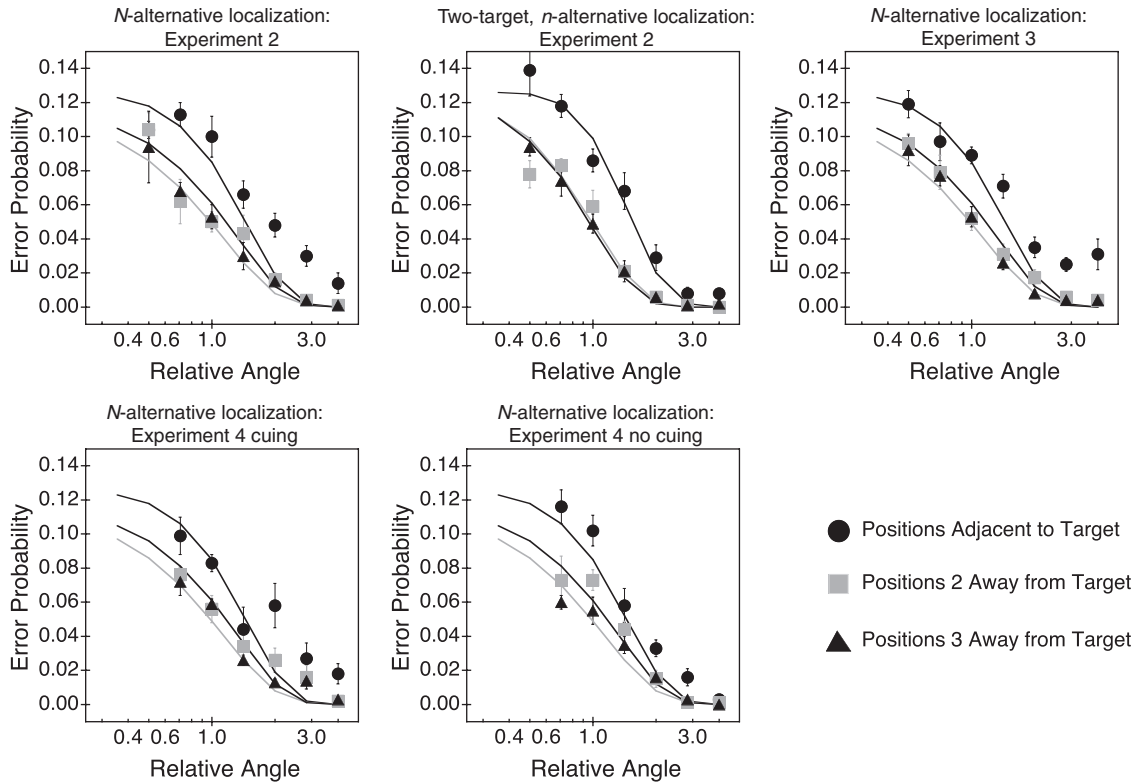 N-alternative localization:
Experiment 2
Error Probability
0.14
0.12
0.10
0.08
0.06
0.04
0.02
0.00
0.4 0.6 1.0 3.0
Relative Angle
Two-target, n-alternative localization:
Experiment 2
Error Probability
0.14
0.12
0.10
0.08
0.06
0.04
0.02
0.00
0.4 0.6 1.0 3.0
Relative Angle
N-alternative localization:
Experiment 3
Error Probability
0.14
0.12
0.10
0.08
0.06
0.04
0.02
0.00
0.4 0.6 1.0 3.0
Relative Angle
N-alternative localization:
Experiment 4 cuing
Error Probability
0.14
0.12
0.10
0.08
0.06
0.04
0.02
0.00
0.4 0.6 1.0 3.0
Relative Angle
N-alternative localization:
Experiment 4 no cuing
Error Probability
0.14
0.12
0.10
0.08
0.06
0.04
0.02
0.00
0.4 0.6 1.0 3.0
Relative Angle
Positions Adjacent to Target
Positions 2 Away from Target
Positions 3 Away from Target